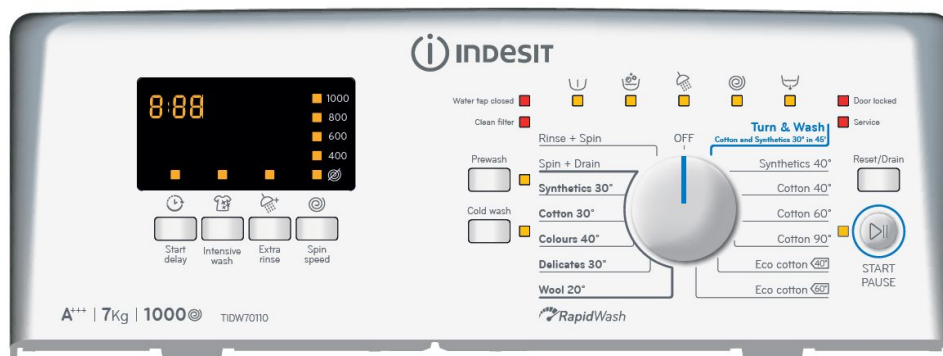 INDESIT
8:88
1000
800
600
400
Start delay
Intensive wash
Extra rinse
Spin speed
A+++ | 7Kg | 1000
TIDW70110
Water tap closed
Clean filter
Prewash
Cold wash
Door locked
Service
Reset/Drain
START
PAUSE
OFF
Turn & Wash
Cotton and Synthetics 30° in 45'
Synthetics 40°
Cotton 40°
Cotton 60°
Cotton 90°
Eco cotton 40°
Eco cotton 60°
Rinse + Spin
Spin + Drain
Synthetics 30°
Cotton 30°
Colours 40°
Delicates 30°
Wool 20°
RapidWash